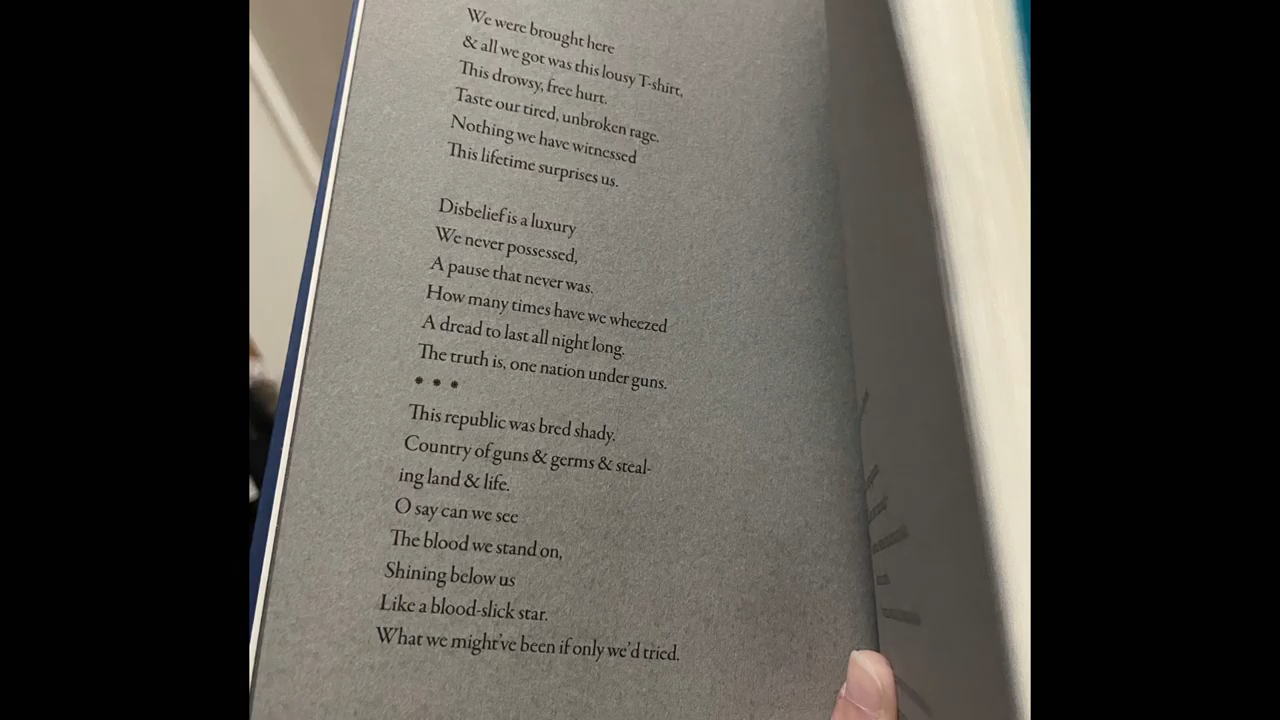 We were brought here
& all we got was this lousy T-shirt,
This drowsy, free hurt.
Taste our tired, unbroken rage.
Nothing we have witnessed
This lifetime surprises us.
Disbelief is a luxury
We never possessed,
A pause that never was.
How many times have we wheezed
A dread to last all night long.
The truth is, one nation under guns.
* * *
This republic was bred shady.
Country of guns & germs & steal-
ing land & life.
O say can we see
The blood we stand on,
Shining below us
Like a blood-slick star.
What we might've been if only we'd tried.